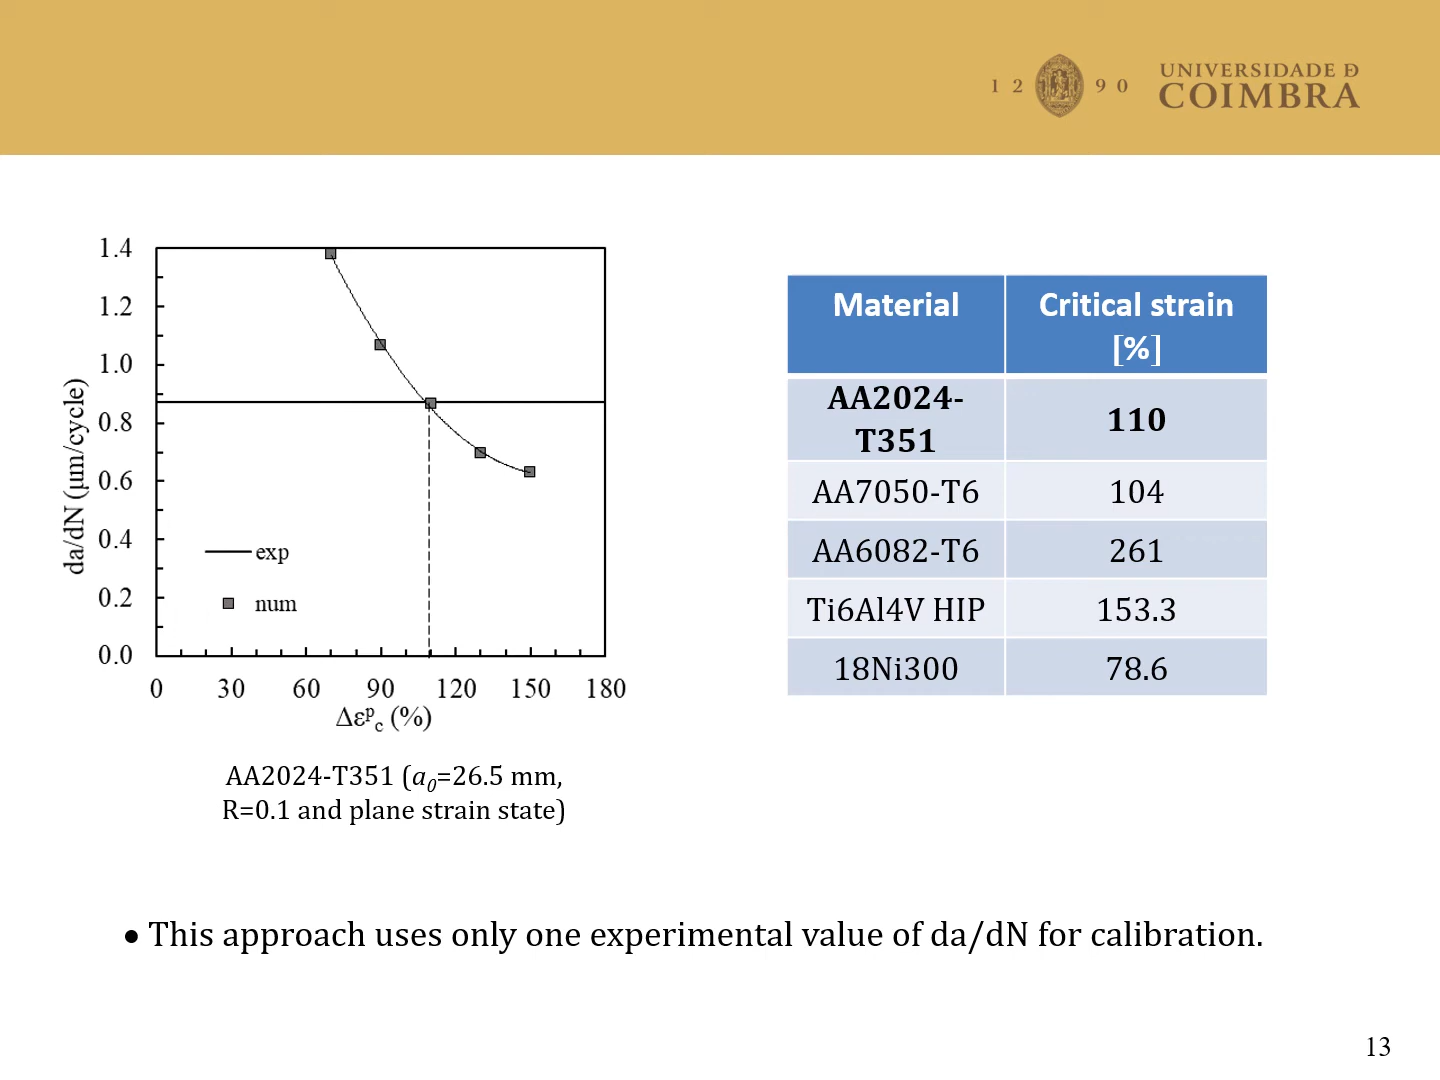 1 2 9 0
UNIVERSIDADE Ð
COIMBRA
1.4
1.2
1.0
0.8
0.6
0.4
0.2
0.0
da/dN (μm/cycle)
exp
num
0 30 60 90 120 150 180
Δεᵖc (%)
AA2024-T351 (a0=26.5 mm,
R=0.1 and plane strain state)
Material Critical strain
[%]
AA2024-
T351 110
AA7050-T6 104
AA6082-T6 261
Ti6Al4V HIP 153.3
18Ni300 78.6
• This approach uses only one experimental value of da/dN for calibration.
13